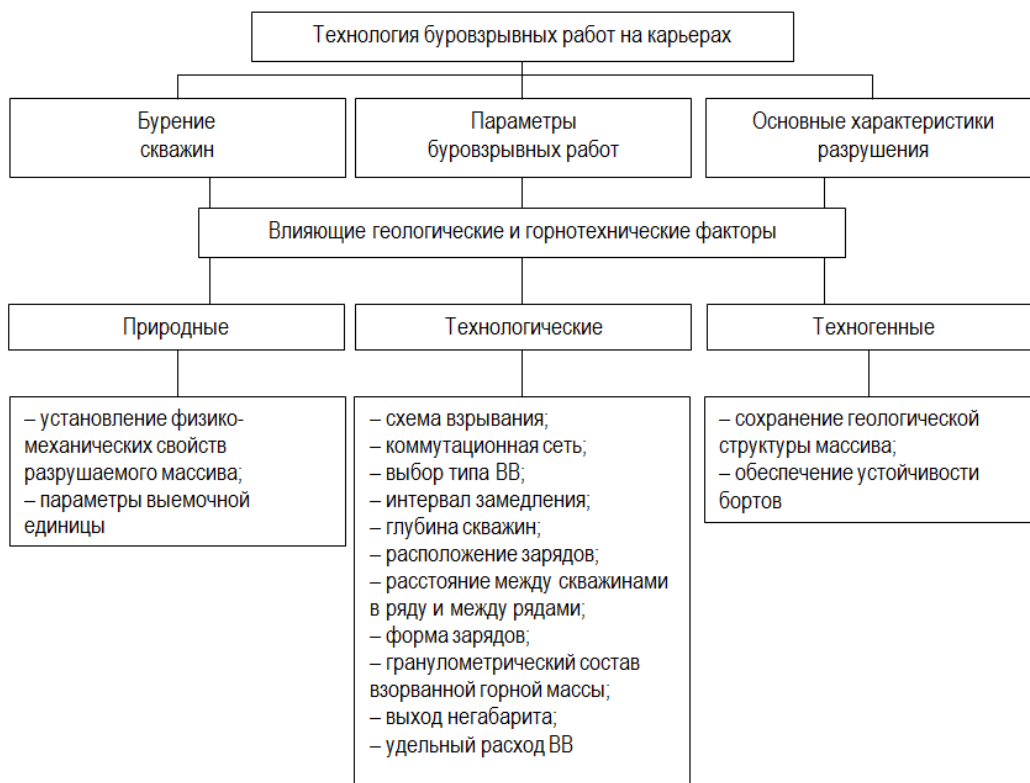 Технология буровзрывных работ на карьерах
Бурение
скважин
Параметры
буровзрывных работ
Основные характеристики
разрушения
Влияющие геологические и горнотехнические факторы
Природные
Технологические
Техногенные
– установление физико-
механических свойств
разрушаемого массива;
– параметры выемочной
единицы
– схема взрывания;
– коммутационная сеть;
– выбор типа ВВ;
– интервал замедления;
– глубина скважин;
– расположение зарядов;
– расстояние между скважинами
в ряду и между рядами;
– форма зарядов;
– гранулометрический состав
взорванной горной массы;
– выход негабарита;
– удельный расход ВВ
– сохранение геологической
структуры массива;
– обеспечение устойчивости
бортов